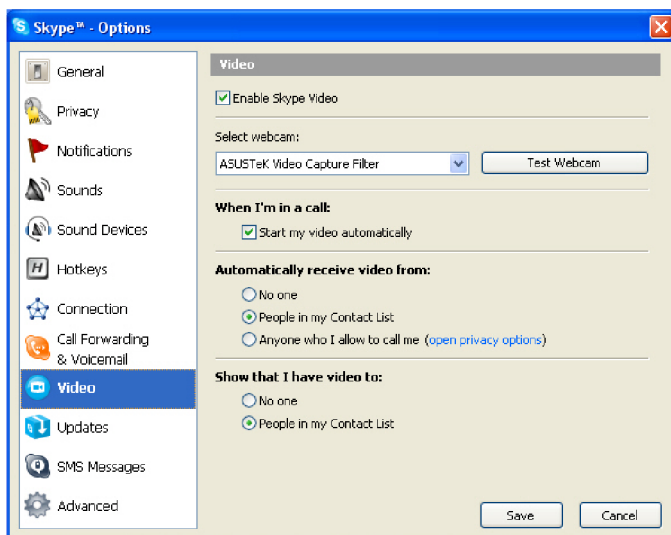 Skype™ - Options
General
Privacy
Notifications
Sounds
Sound Devices
Hotkeys
Connection
Call Forwarding
& Voicemail
Video
Updates
SMS Messages
Advanced
Video
Enable Skype Video
Select webcam:
ASUSTeK Video Capture Filter
Test Webcam
When I'm in a call:
Start my video automatically
Automatically receive video from:
No one
People in my Contact List
Anyone who I allow to call me (open privacy options)
Show that I have video to:
No one
People in my Contact List
Save
Cancel